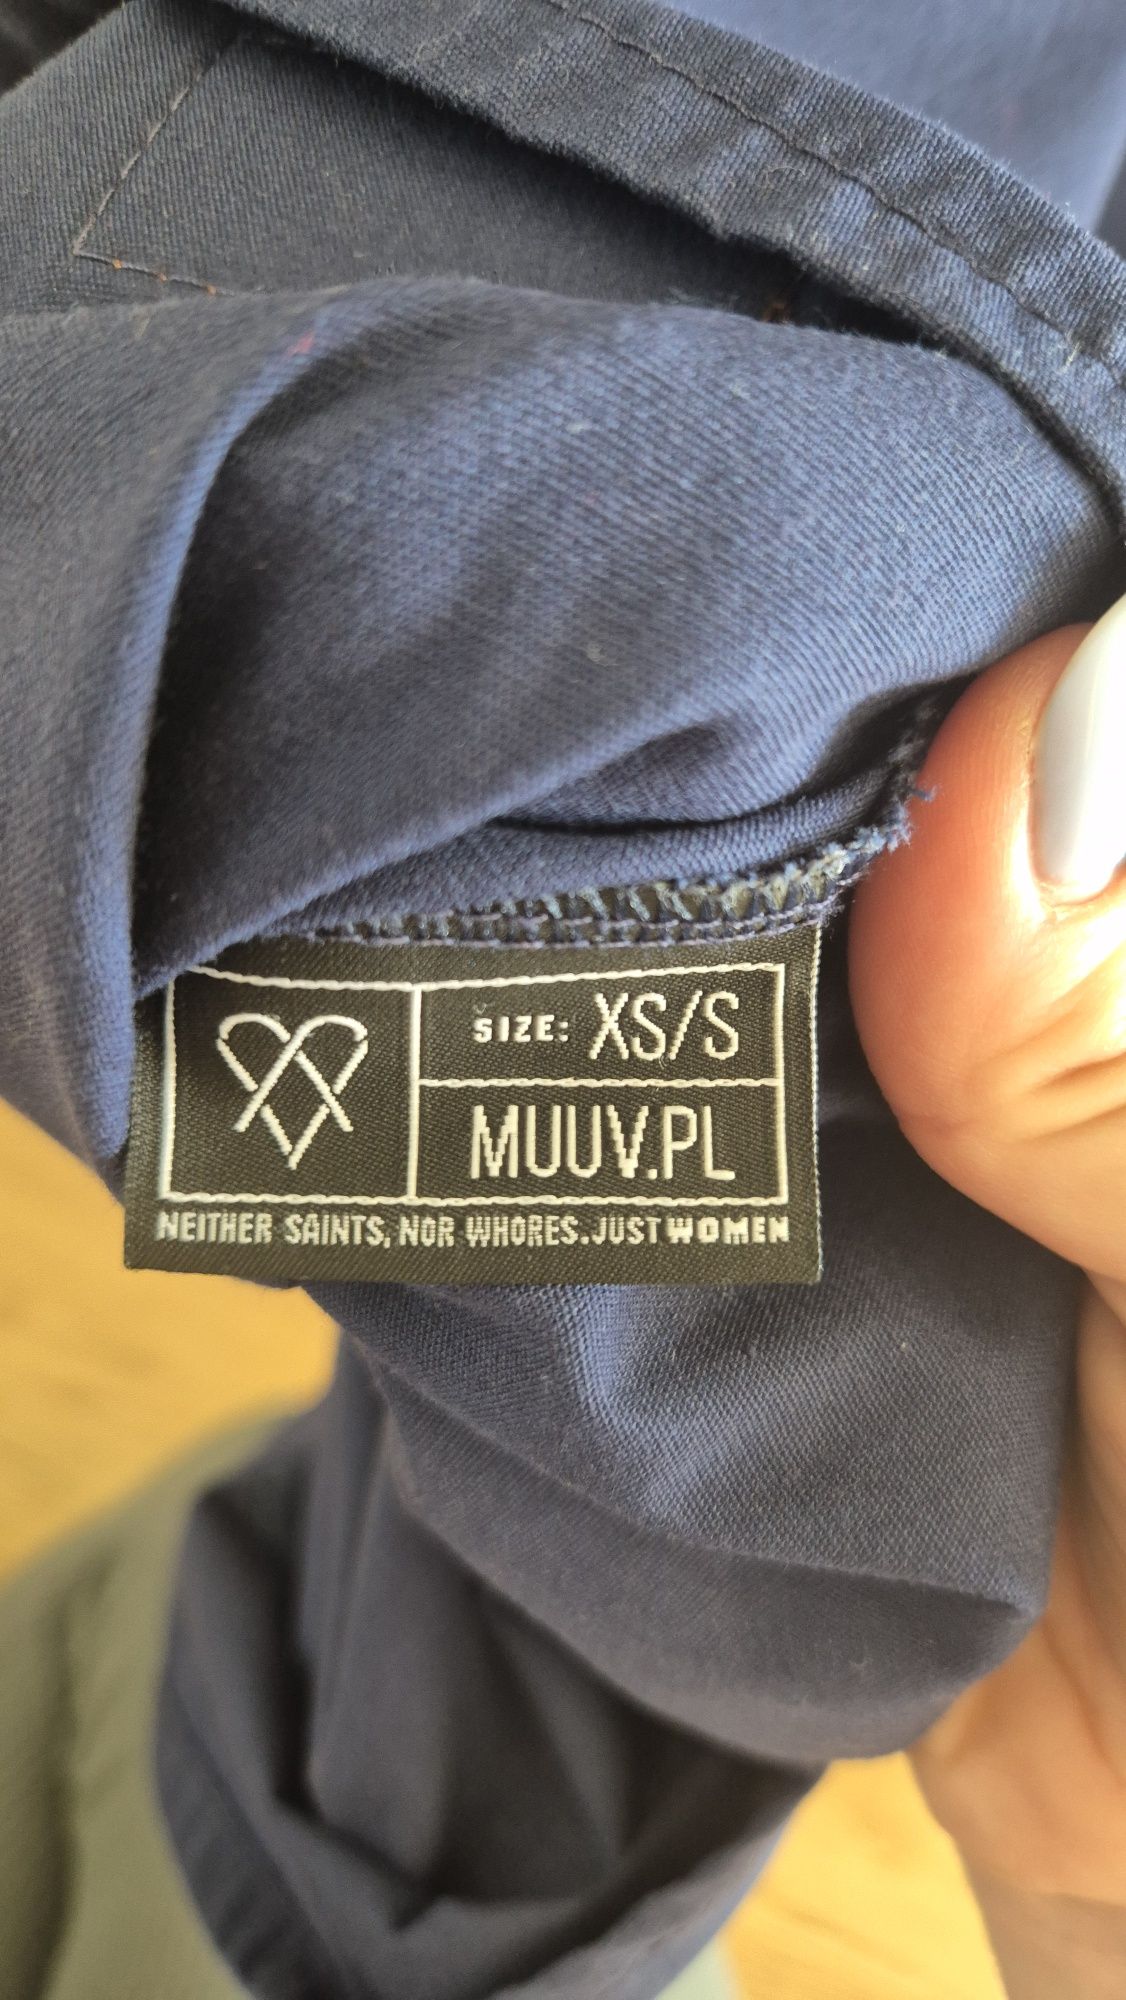 SIZE: XS/S
MUUV.PL
NEITHER SAINTS, NOR WHORES. JUST WOMEN